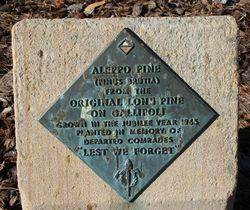 ALEPPO PINE
(PINUS BRUTIA)
FROM THE
ORIGINAL LON'S PINE
ON GALLIPOLI
GROWN IN THE JUBILEE YEAR 1965.
PLANTED IN MEMORY OF
DEPARTED COMRADES
"LEST WE FORGET"